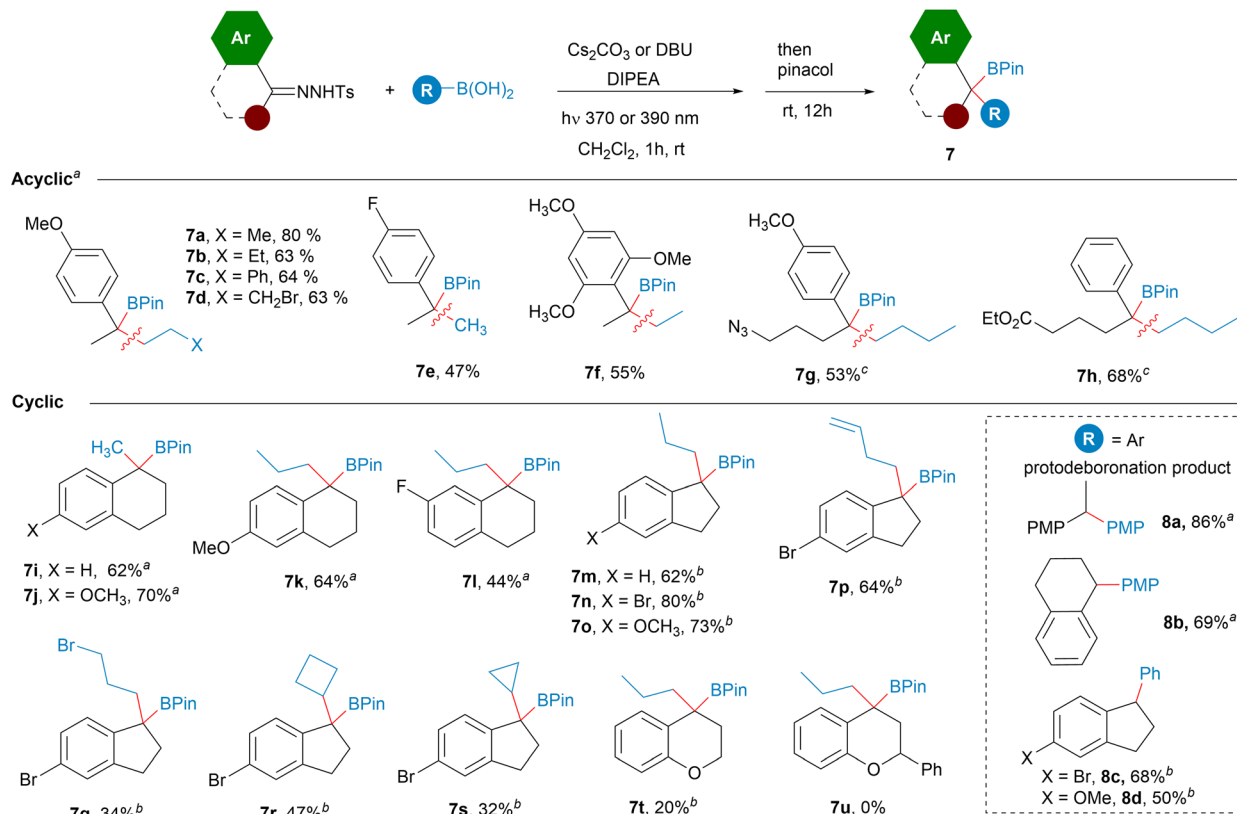 Ar
NNHTs
+
R
B(OH)₂
Cs₂CO₃ or DBU
DIPEA
hν 370 or 390 nm
CH₂Cl₂, 1h, rt
then
pinacol
rt, 12h
Ar
BPin
R
7
Acyclicᵃ
MeO
BPin
X
7a, X = Me, 80 %
7b, X = Et, 63 %
7c, X = Ph, 64 %
7d, X = CH₂Br, 63 %
F
BPin
CH₃
7e, 47%
H₃CO
OMe
H₃CO
BPin
7f, 55%
H₃CO
BPin
N₃
7g, 53%ᶜ
BPin
EtO₂C
7h, 68%ᶜ
Cyclic
H₃C
BPin
X
7i, X = H, 62%ᵃ
7j, X = OCH₃, 70%ᵃ
BPin
MeO
7k, 64%ᵃ
BPin
F
7l, 44%ᵃ
BPin
X
7m, X = H, 62%ᵇ
7n, X = Br, 80%ᵇ
7o, X = OCH₃, 73%ᵇ
BPin
Br
7p, 64%ᵇ
Br
BPin
Br
7q, 34%ᵇ
BPin
Br
7r, 47%ᵇ
BPin
Br
7s, 32%ᵇ
BPin
O
7t, 20%ᵇ
BPin
O
Ph
7u, 0%
R = Ar
protodeboronation product
PMP
PMP
8a, 86%ᵃ
PMP
8b, 69%ᵃ
Ph
X
X = Br, 8c, 68%ᵇ
X = OMe, 8d, 50%ᵇ